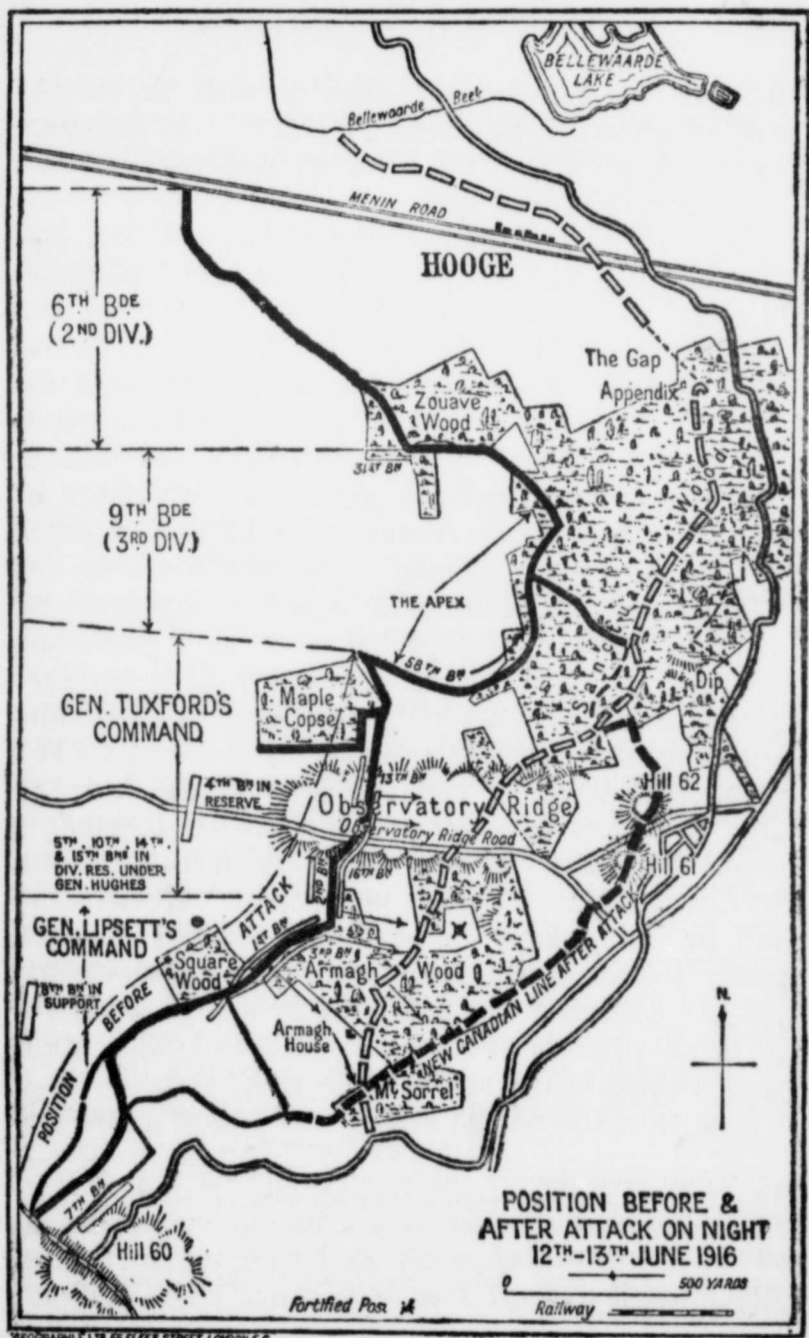 BELLEWAARDE
LAKE
Bellewaarde Beek
MENIN ROAD
HOOGE
6TH BDE
(2ND DIV.)
The Gap
Appendix
Zouave
Wood
31ST BN
9TH BDE
(3RD DIV.)
THE APEX
58TH BN
Sanctuary Wood
Dip
Maple
Copse
GEN. TUXFORD'S
COMMAND
4TH BN IN
RESERVE
13TH BN
Observatory Ridge
Observatory Ridge Road
Hill 62
Hill 61
5TH, 10TH, 14TH
& 15TH BNS IN
DIV. RES. UNDER
GEN. HUGHES
2ND BN
16TH BN
GEN. LIPSETT'S
COMMAND
1ST BN
3RD BN
Square
Wood
Armagh Wood
8TH BN IN
SUPPORT
POSITION BEFORE ATTACK
Armagh
House
NEW CANADIAN LINE AFTER ATTACK
Mt Sorrel
N.
7TH BN
Hill 60
POSITION BEFORE &
AFTER ATTACK ON NIGHT
12TH-13TH JUNE 1916
0 500 YARDS
Fortified Post
Railway